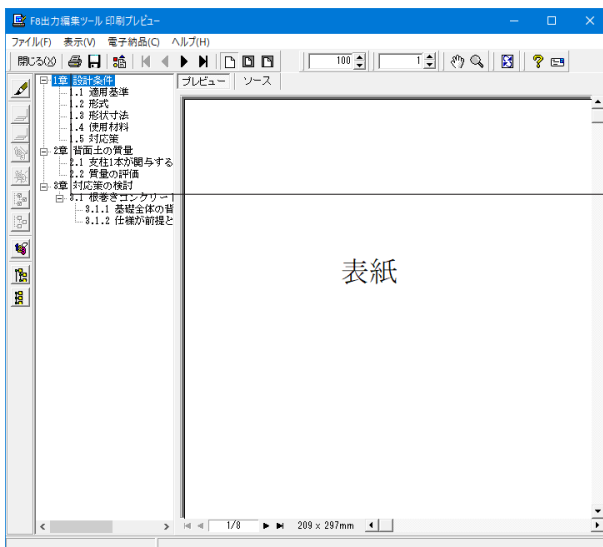 F8出力編集ツール 印刷プレビュー
ファイル(F) 表示(V) 電子納品(C) ヘルプ(H)
閉じる(X) 100 1
プレビュー ソース
1章 設計条件
1.1 適用基準
1.2 形式
1.3 形状寸法
1.4 使用材料
1.5 対応策
2章 背面土の質量
2.1 支柱1本が関与する
2.2 質量の評価
3章 対応策の検討
3.1 根巻きコンクリート
3.1.1 基礎全体の背
3.1.2 仕様が前提と
表紙
1/8 209 × 297mm